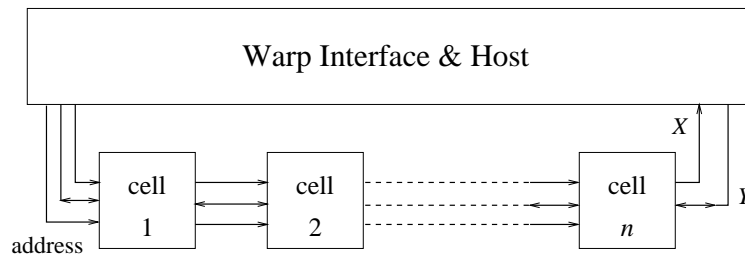 Warp Interface & Host
X
cell
1
cell
2
cell
n
Y
address